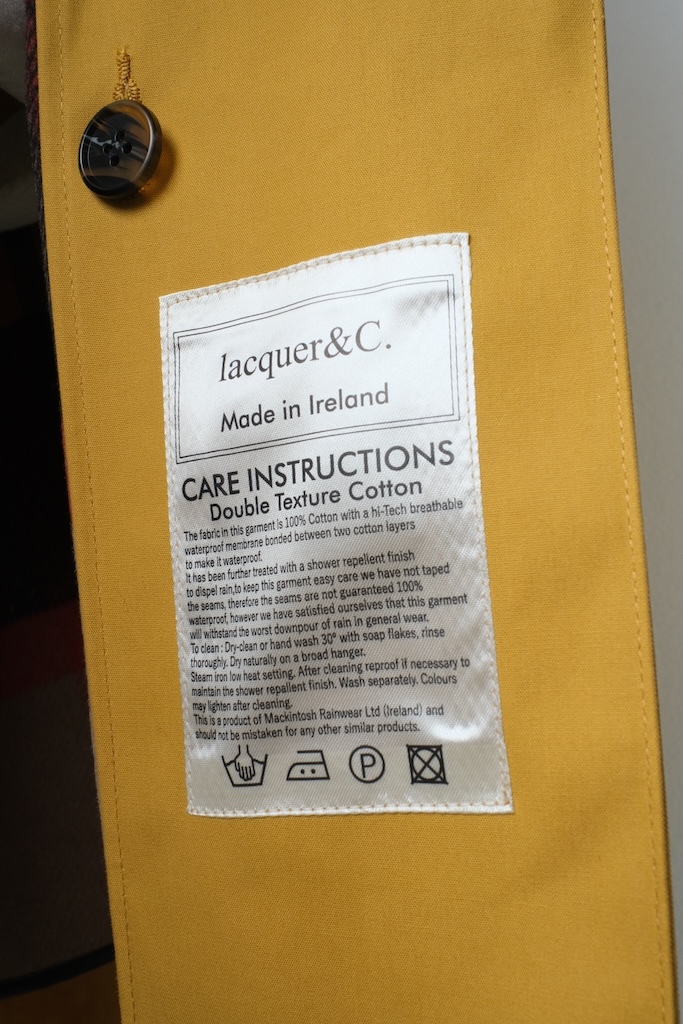 lacquer&C.
Made in Ireland
CARE INSTRUCTIONS
Double Texture Cotton
The fabric in this garment is 100% Cotton with a hi-Tech breathable
waterproof membrane bonded between two cotton layers
to make it waterproof.
It has been further treated with a shower repellent finish
to dispel rain,to keep this garment easy care we have not taped
the seams, therefore the seams are not guaranteed 100%
waterproof, however we have satisfied ourselves that this garment
will withstand the worst downpour of rain in general wear.
To clean : Dry-clean or hand wash 30° with soap flakes, rinse
thoroughly. Dry naturally on a broad hanger.
Steam iron low heat setting. After cleaning reproof if necessary to
maintain the shower repellant finish. Wash separately. Colours
may lighten after cleaning.
This is a product of Mackintosh Rainwear Ltd (Ireland) and
should not be mistaken for any other similar products.
P